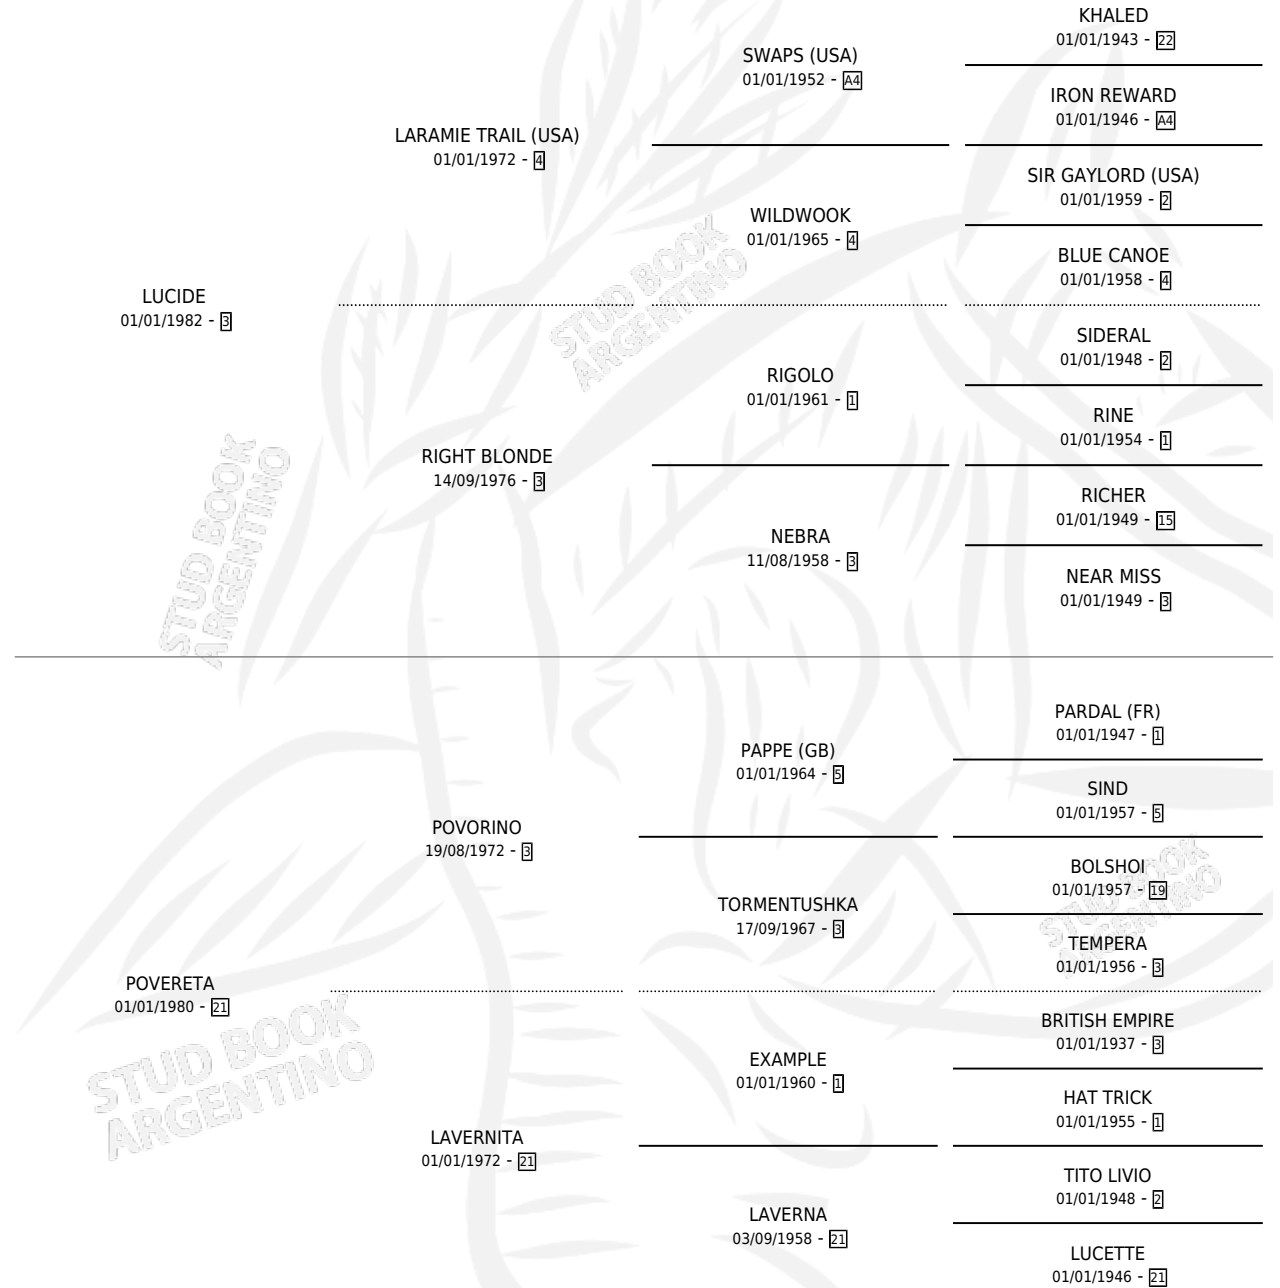 KHALED
01/01/1943 - 22
SWAPS (USA)
01/01/1952 - A4
IRON REWARD
01/01/1946 - A4
LARAMIE TRAIL (USA)
01/01/1972 - 4
SIR GAYLORD (USA)
01/01/1959 - 2
WILDWOOK
01/01/1965 - 4
BLUE CANOE
01/01/1958 - 4
LUCIDE
01/01/1982 - 3
STUD BOOK
ARGENTINO
SIDERAL
01/01/1948 - 2
RIGOLO
01/01/1961 - 1
RINE
01/01/1954 - 1
RIGHT BLONDE
14/09/1976 - 3
RICHER
01/01/1949 - 15
NEBRA
11/08/1958 - 3
NEAR MISS
01/01/1949 - 3
STUD BOOK
ARGENTINO
PARDAL (FR)
01/01/1947 - 1
PAPPE (GB)
01/01/1964 - 5
SIND
01/01/1957 - 5
POVORINO
19/08/1972 - 3
BOLSHOI
01/01/1957 - 19
TORMENTUSHKA
17/09/1967 - 3
STUD BOOK
ARGENTINO
TEMPERA
01/01/1956 - 3
POVERETA
01/01/1980 - 21
BRITISH EMPIRE
01/01/1937 - 3
EXAMPLE
01/01/1960 - 1
STUD BOOK
ARGENTINO
HAT TRICK
01/01/1955 - 1
LAVERNITA
01/01/1972 - 21
TITO LIVIO
01/01/1948 - 2
LAVERNA
03/09/1958 - 21
LUCETTE
01/01/1946 - 21